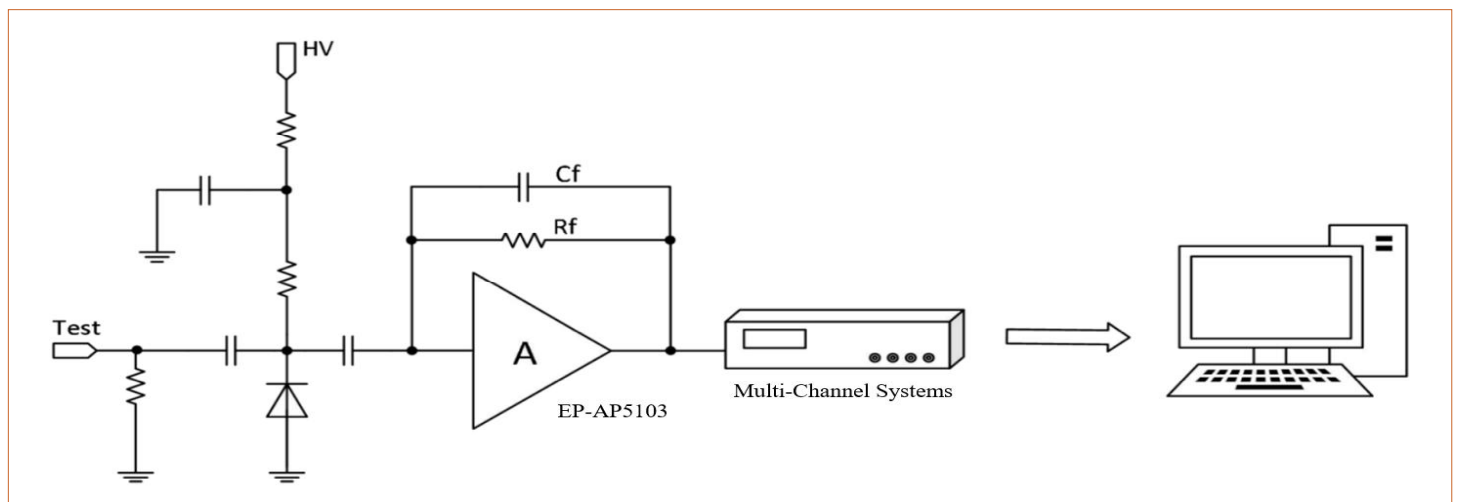 HV
Cf
Rf
Test
A
EP-AP5103
Multi-Channel Systems